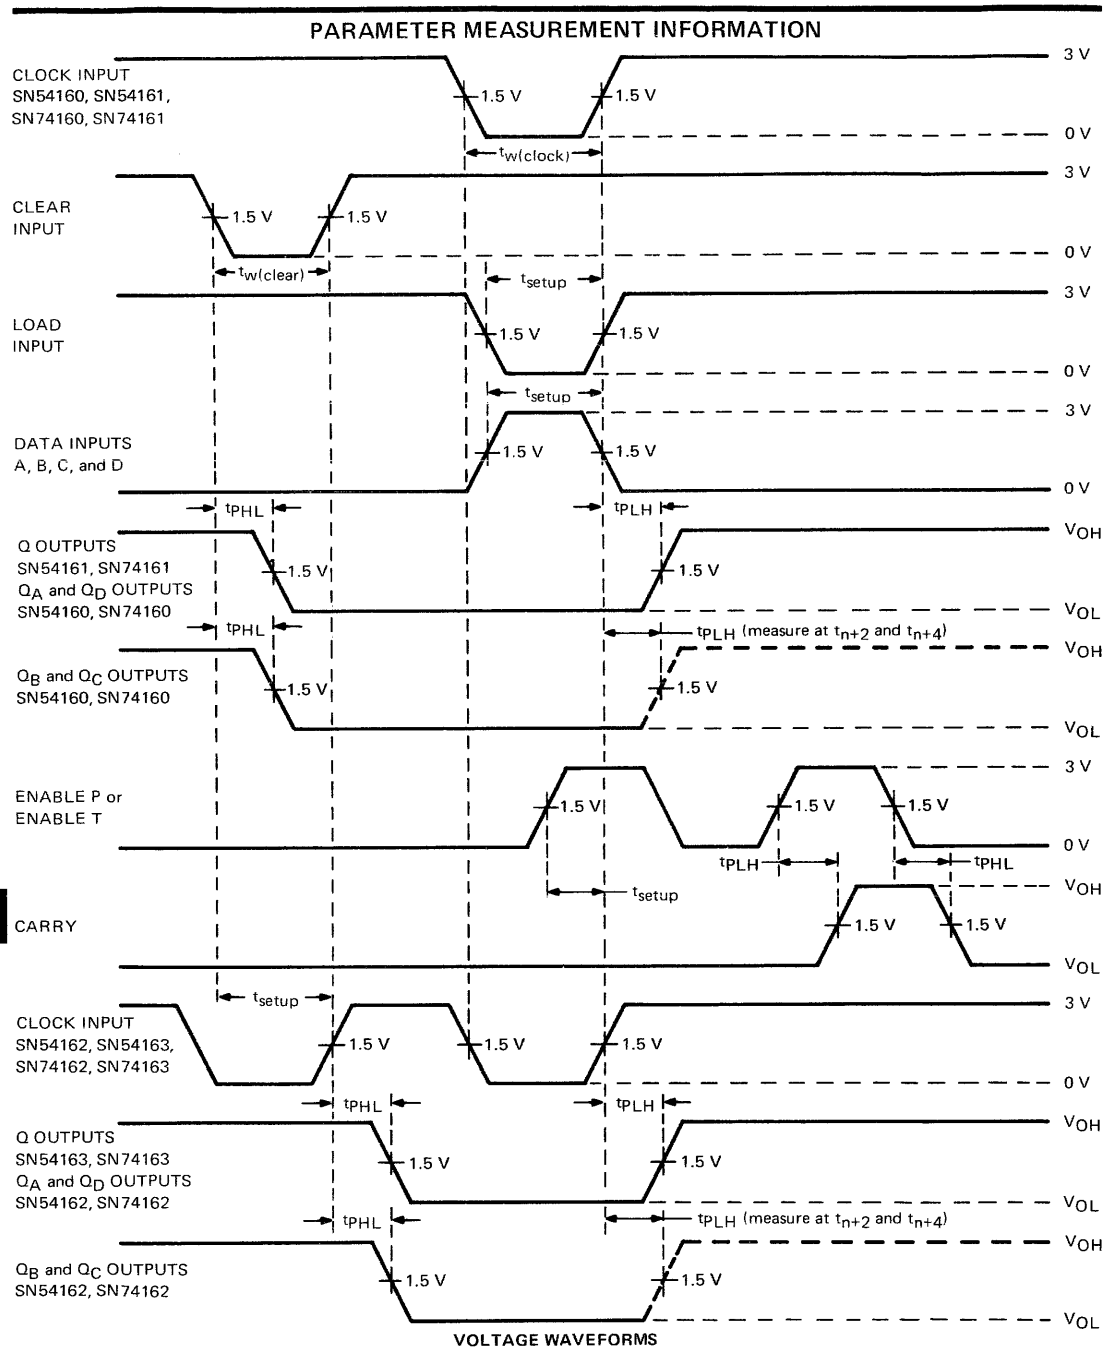 PARAMETER MEASUREMENT INFORMATION
CLOCK INPUT
SN54160, SN54161,
SN74160, SN74161
1.5 V
1.5 V
3 V
0 V
tw(clock)
CLEAR
INPUT
1.5 V
1.5 V
3 V
0 V
tw(clear)
tsetup
LOAD
INPUT
1.5 V
1.5 V
3 V
0 V
tsetup
DATA INPUTS
A, B, C, and D
1.5 V
1.5 V
3 V
0 V
tPHL
tPLH
Q OUTPUTS
SN54161, SN74161
QA and QD OUTPUTS
SN54160, SN74160
1.5 V
1.5 V
VOH
VOL
tPHL
tPLH (measure at tn+2 and tn+4)
QB and QC OUTPUTS
SN54160, SN74160
1.5 V
1.5 V
VOH
VOL
ENABLE P or
ENABLE T
1.5 V
1.5 V
1.5 V
3 V
0 V
tPLH
tPHL
tsetup
CARRY
1.5 V
1.5 V
VOH
VOL
tsetup
CLOCK INPUT
SN54162, SN54163,
SN74162, SN74163
1.5 V
1.5 V
1.5 V
3 V
0 V
tPHL
tPLH
Q OUTPUTS
SN54163, SN74163
QA and QD OUTPUTS
SN54162, SN74162
1.5 V
1.5 V
VOH
VOL
tPHL
tPLH (measure at tn+2 and tn+4)
QB and QC OUTPUTS
SN54162, SN74162
1.5 V
1.5 V
VOH
VOL
VOLTAGE WAVEFORMS